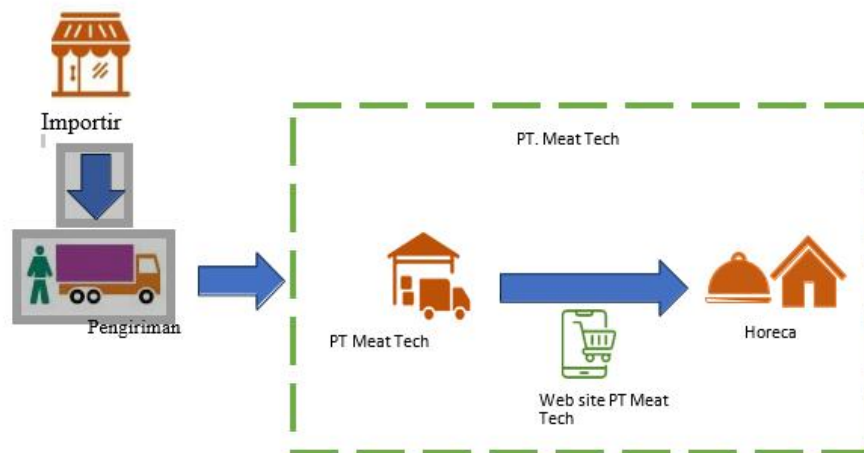 Importir
Pengiriman
PT. Meat Tech
PT Meat Tech
Web site PT Meat
Tech
Horeca